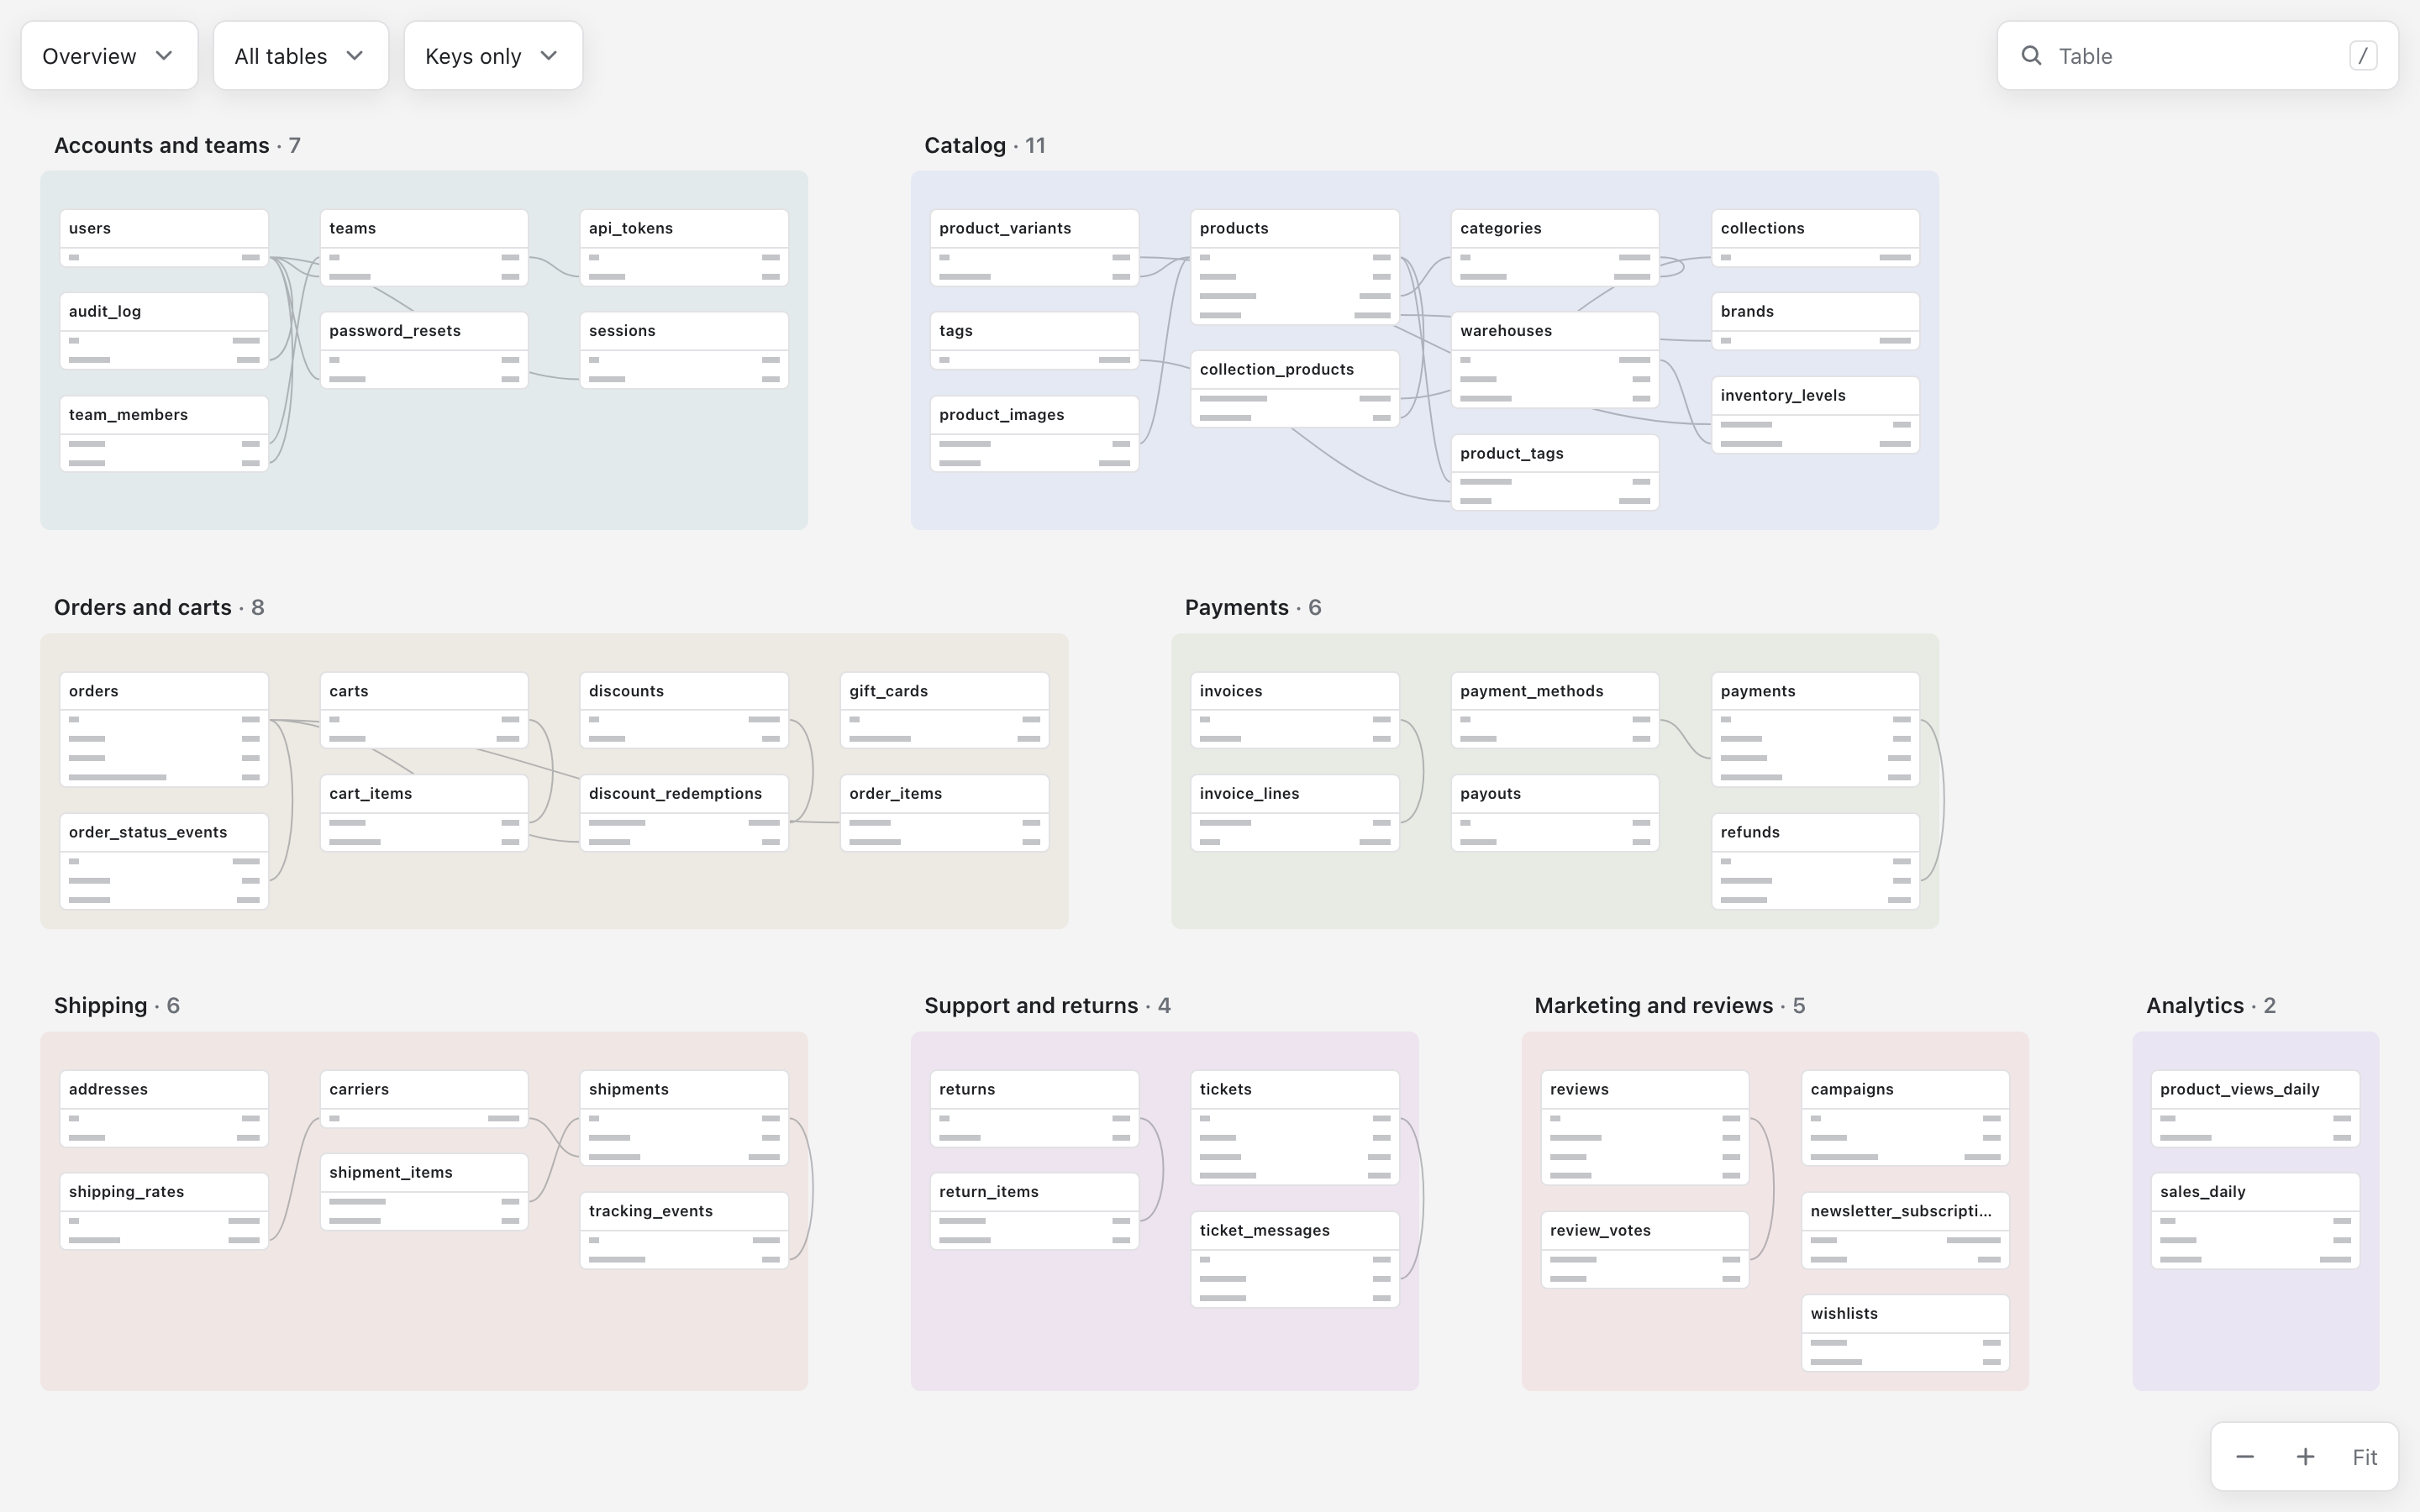 Overview
All tables
Keys only
Table
/
Accounts and teams · 7
users
teams
api_tokens
audit_log
password_resets
sessions
team_members
Catalog · 11
product_variants
products
categories
collections
tags
collection_products
warehouses
brands
product_images
product_tags
inventory_levels
Orders and carts · 8
orders
carts
discounts
gift_cards
order_status_events
cart_items
discount_redemptions
order_items
Payments · 6
invoices
payment_methods
payments
invoice_lines
payouts
refunds
Shipping · 6
addresses
carriers
shipments
shipping_rates
shipment_items
tracking_events
Support and returns · 4
returns
tickets
return_items
ticket_messages
Marketing and reviews · 5
reviews
campaigns
review_votes
newsletter_subscripti...
wishlists
Analytics · 2
product_views_daily
sales_daily
Fit